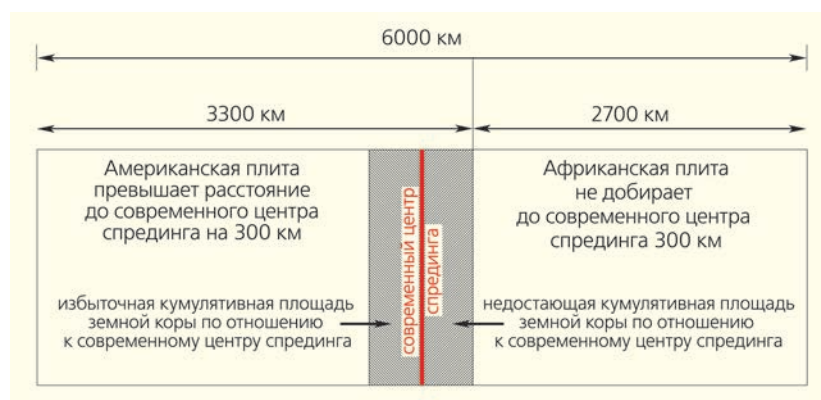 6000 км
3300 км
2700 км
Американская плита
превышает расстояние
до современного центра
спрединга на 300 км
избыточная кумулятивная площадь
земной коры по отношению
к современному центру спрединга
современный центр
спрединга
Африканская плита
не добирает
до современного центра
спрединга 300 км
недостающая кумулятивная площадь
земной коры по отношению
к современному центру спрединга